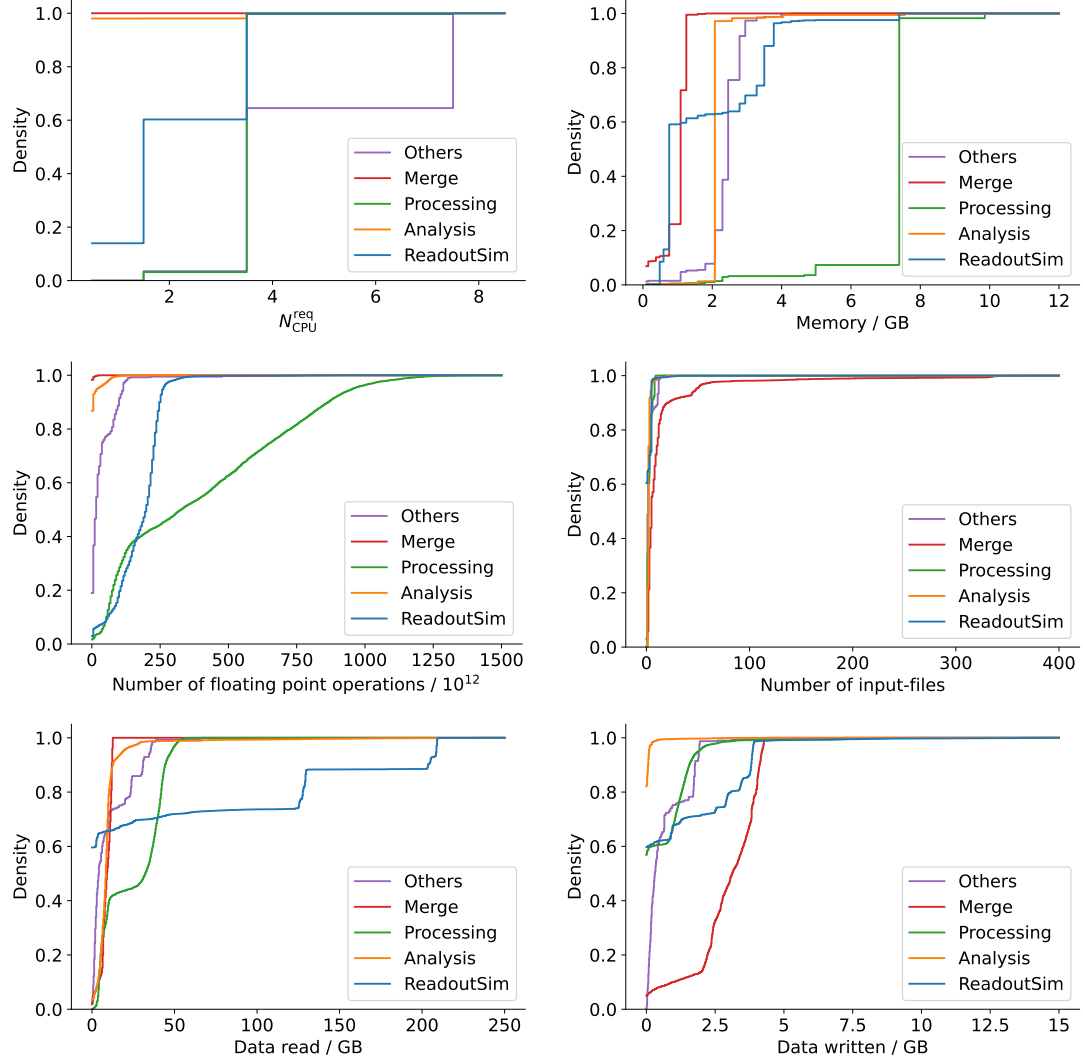 1.0
0.8
0.6
0.4
0.2
0.0
Density
Others
Merge
Processing
Analysis
ReadoutSim
2 4 6 8
N_CPU^req
1.0
0.8
0.6
0.4
0.2
0.0
Density
Others
Merge
Processing
Analysis
ReadoutSim
0 2 4 6 8 10 12
Memory / GB
1.0
0.8
0.6
0.4
0.2
0.0
Density
Others
Merge
Processing
Analysis
ReadoutSim
0 250 500 750 1000 1250 1500
Number of floating point operations / 10¹²
1.0
0.8
0.6
0.4
0.2
0.0
Density
Others
Merge
Processing
Analysis
ReadoutSim
0 100 200 300 400
Number of input-files
1.0
0.8
0.6
0.4
0.2
0.0
Density
Others
Merge
Processing
Analysis
ReadoutSim
0 50 100 150 200 250
Data read / GB
1.0
0.8
0.6
0.4
0.2
0.0
Density
Others
Merge
Processing
Analysis
ReadoutSim
0 2.5 5 7.5 10 12.5 15
Data written / GB